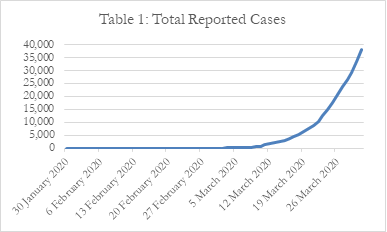 Table 1: Total Reported Cases
40,000
35,000
30,000
25,000
20,000
15,000
10,000
5,000
0
30 January 2020
6 February 2020
13 February 2020
20 February 2020
27 February 2020
5 March 2020
12 March 2020
19 March 2020
26 March 2020